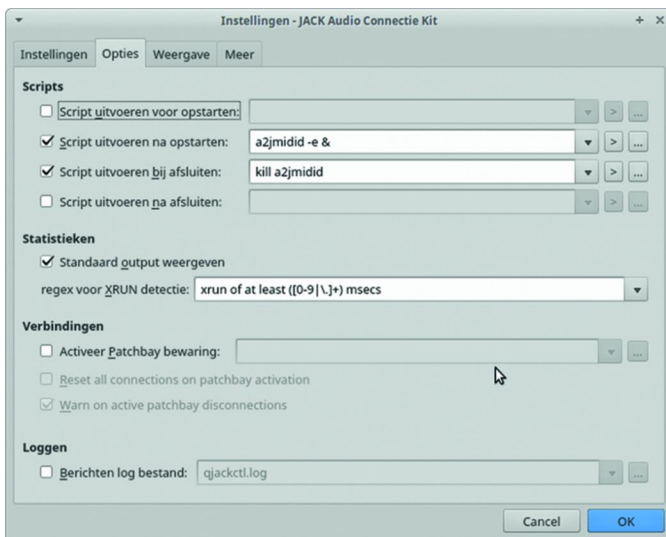 Instellingen - JACK Audio Connectie Kit
Instellingen Opties Weergave Meer
Scripts
Script uitvoeren voor opstarten: > ...
Script uitvoeren na opstarten: a2jmidid -e & > ...
Script uitvoeren bij afsluiten: kill a2jmidid > ...
Script uitvoeren na afsluiten: > ...
Statistieken
Standaard output weergeven
regex voor XRUN detectie: xrun of at least ([0-9|\.]+) msecs
Verbindingen
Activeer Patchbay bewaring: ...
Reset all connections on patchbay activation
Warn on active patchbay disconnections
Loggen
Berichten log bestand: qjackctl.log ...
Cancel OK